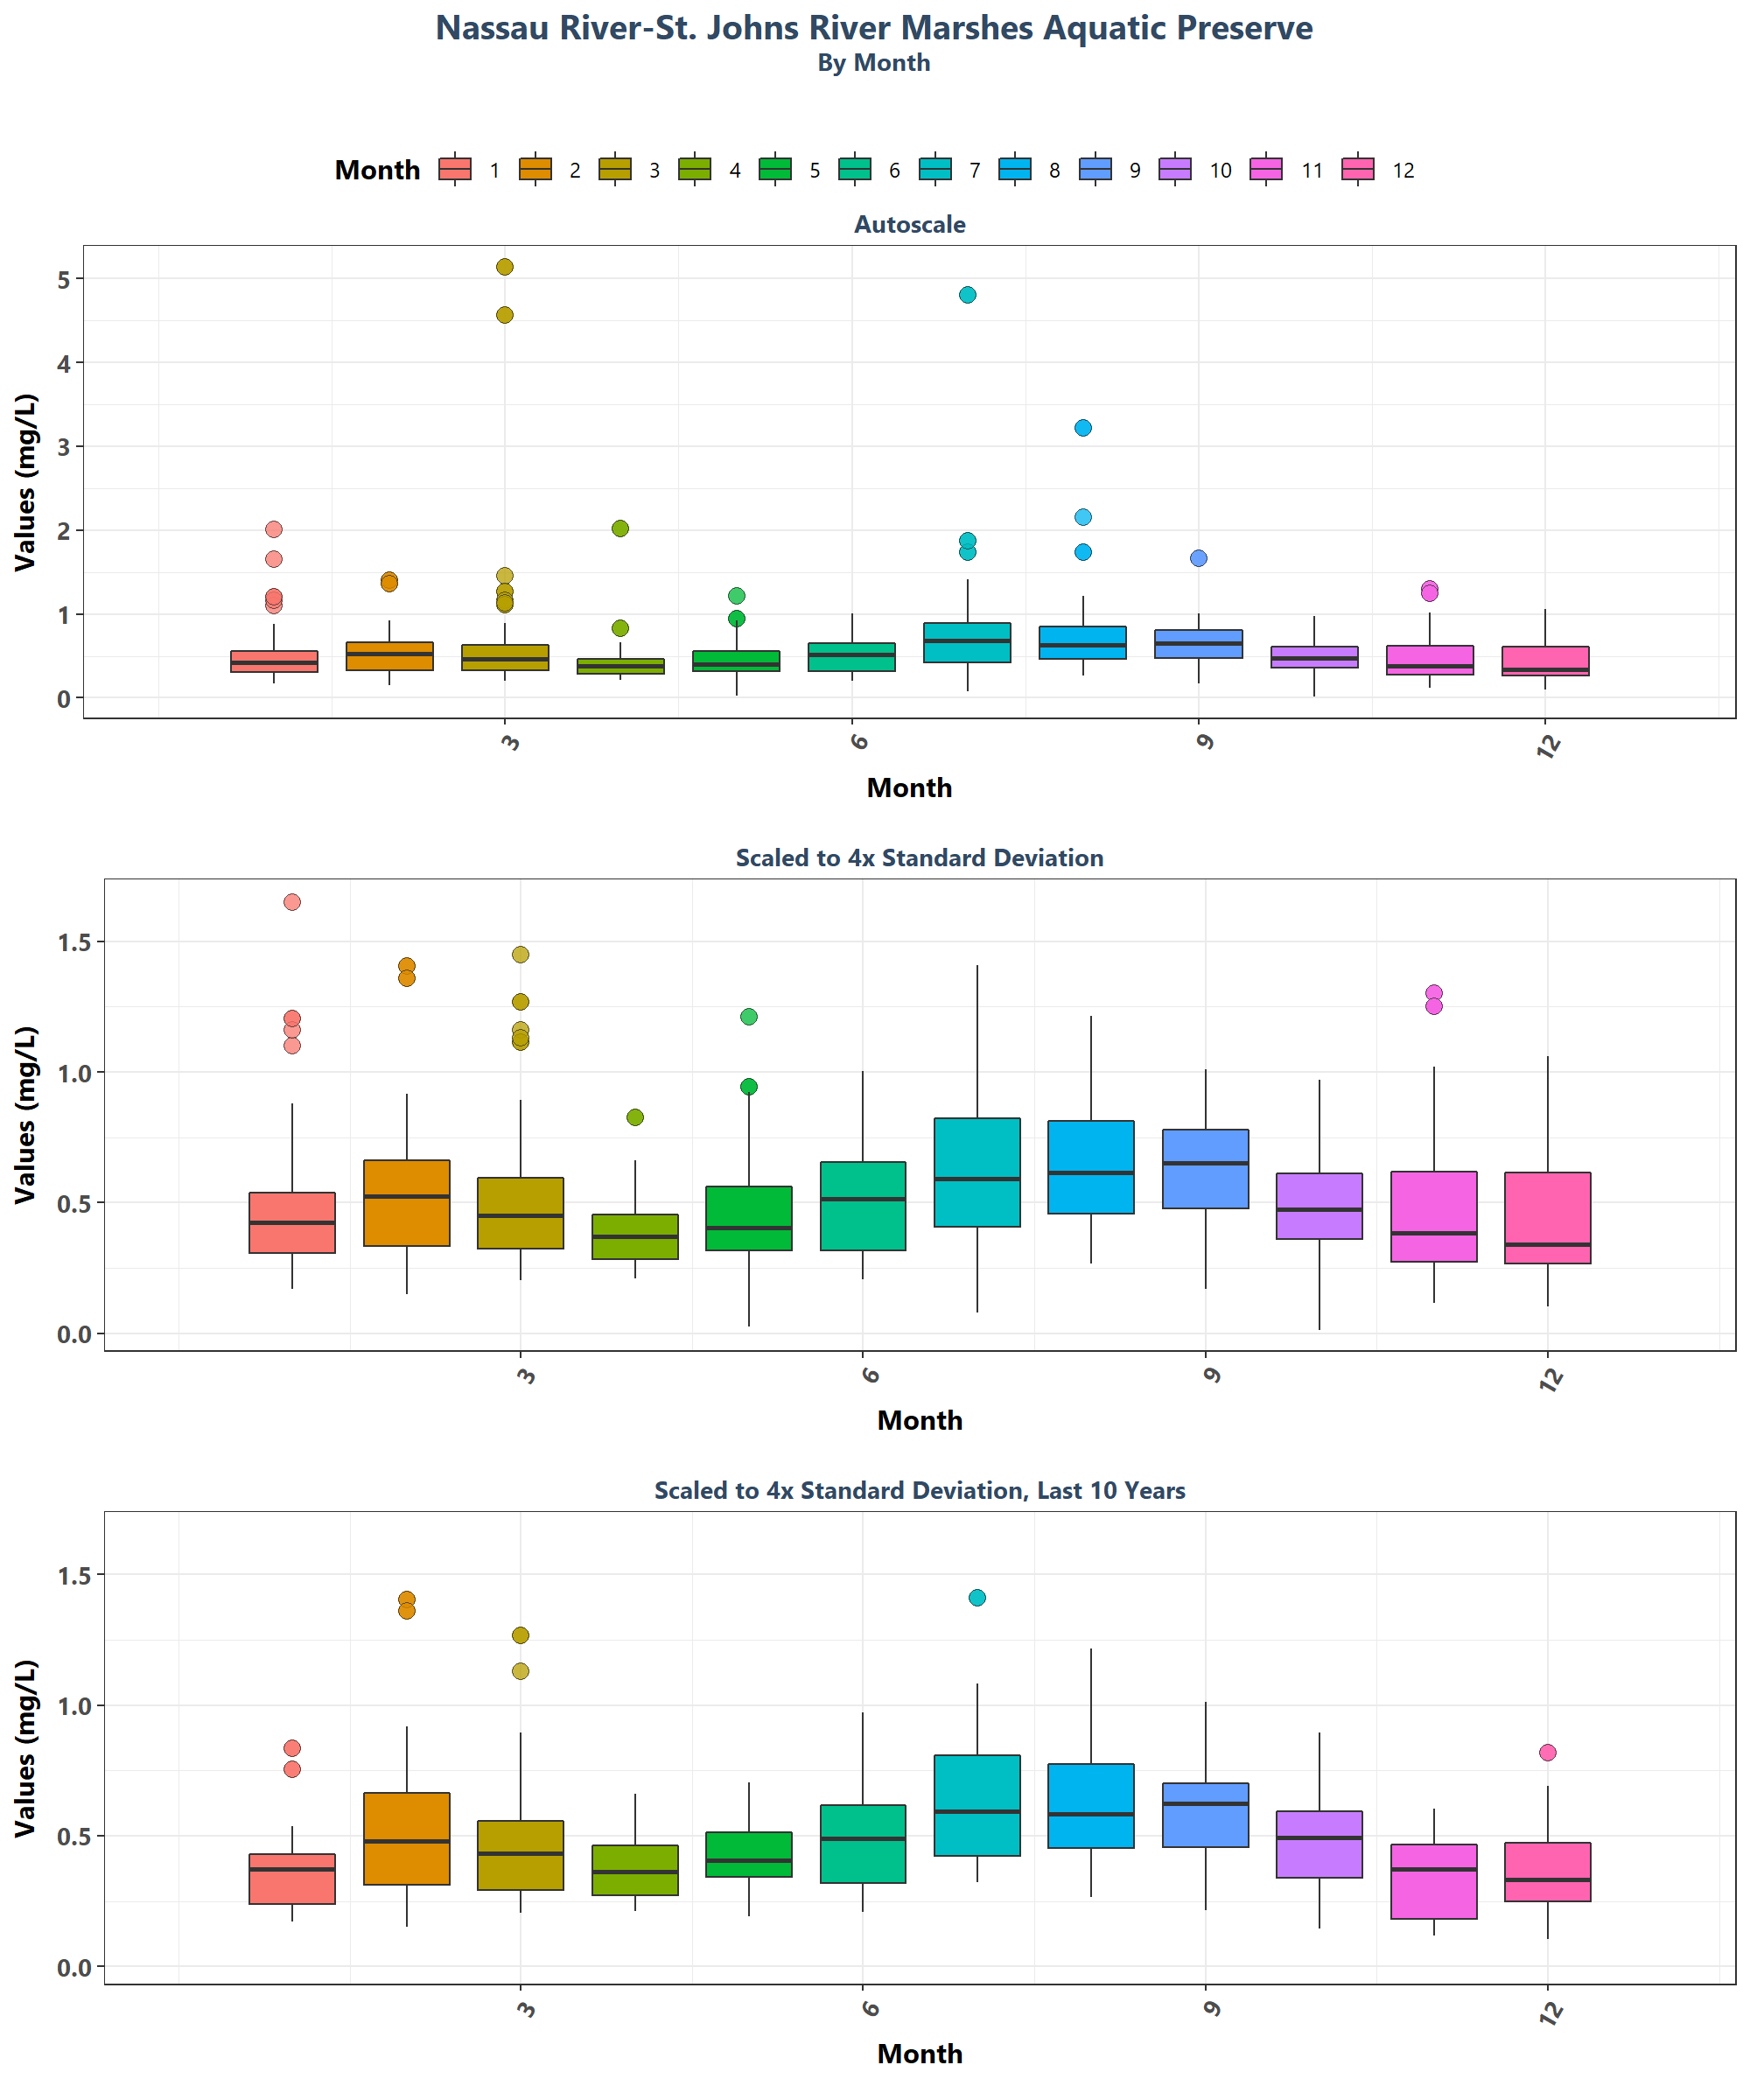 Nassau River-St. Johns River Marshes Aquatic Preserve
By Month
Month 1 2 3 4 5 6 7 8 9 10 11 12
Autoscale
Values (mg/L)
5
4
3
2
1
0
3 6 9 12
Month
Scaled to 4x Standard Deviation
Values (mg/L)
1.5
1.0
0.5
0.0
3 6 9 12
Month
Scaled to 4x Standard Deviation, Last 10 Years
Values (mg/L)
1.5
1.0
0.5
0.0
3 6 9 12
Month